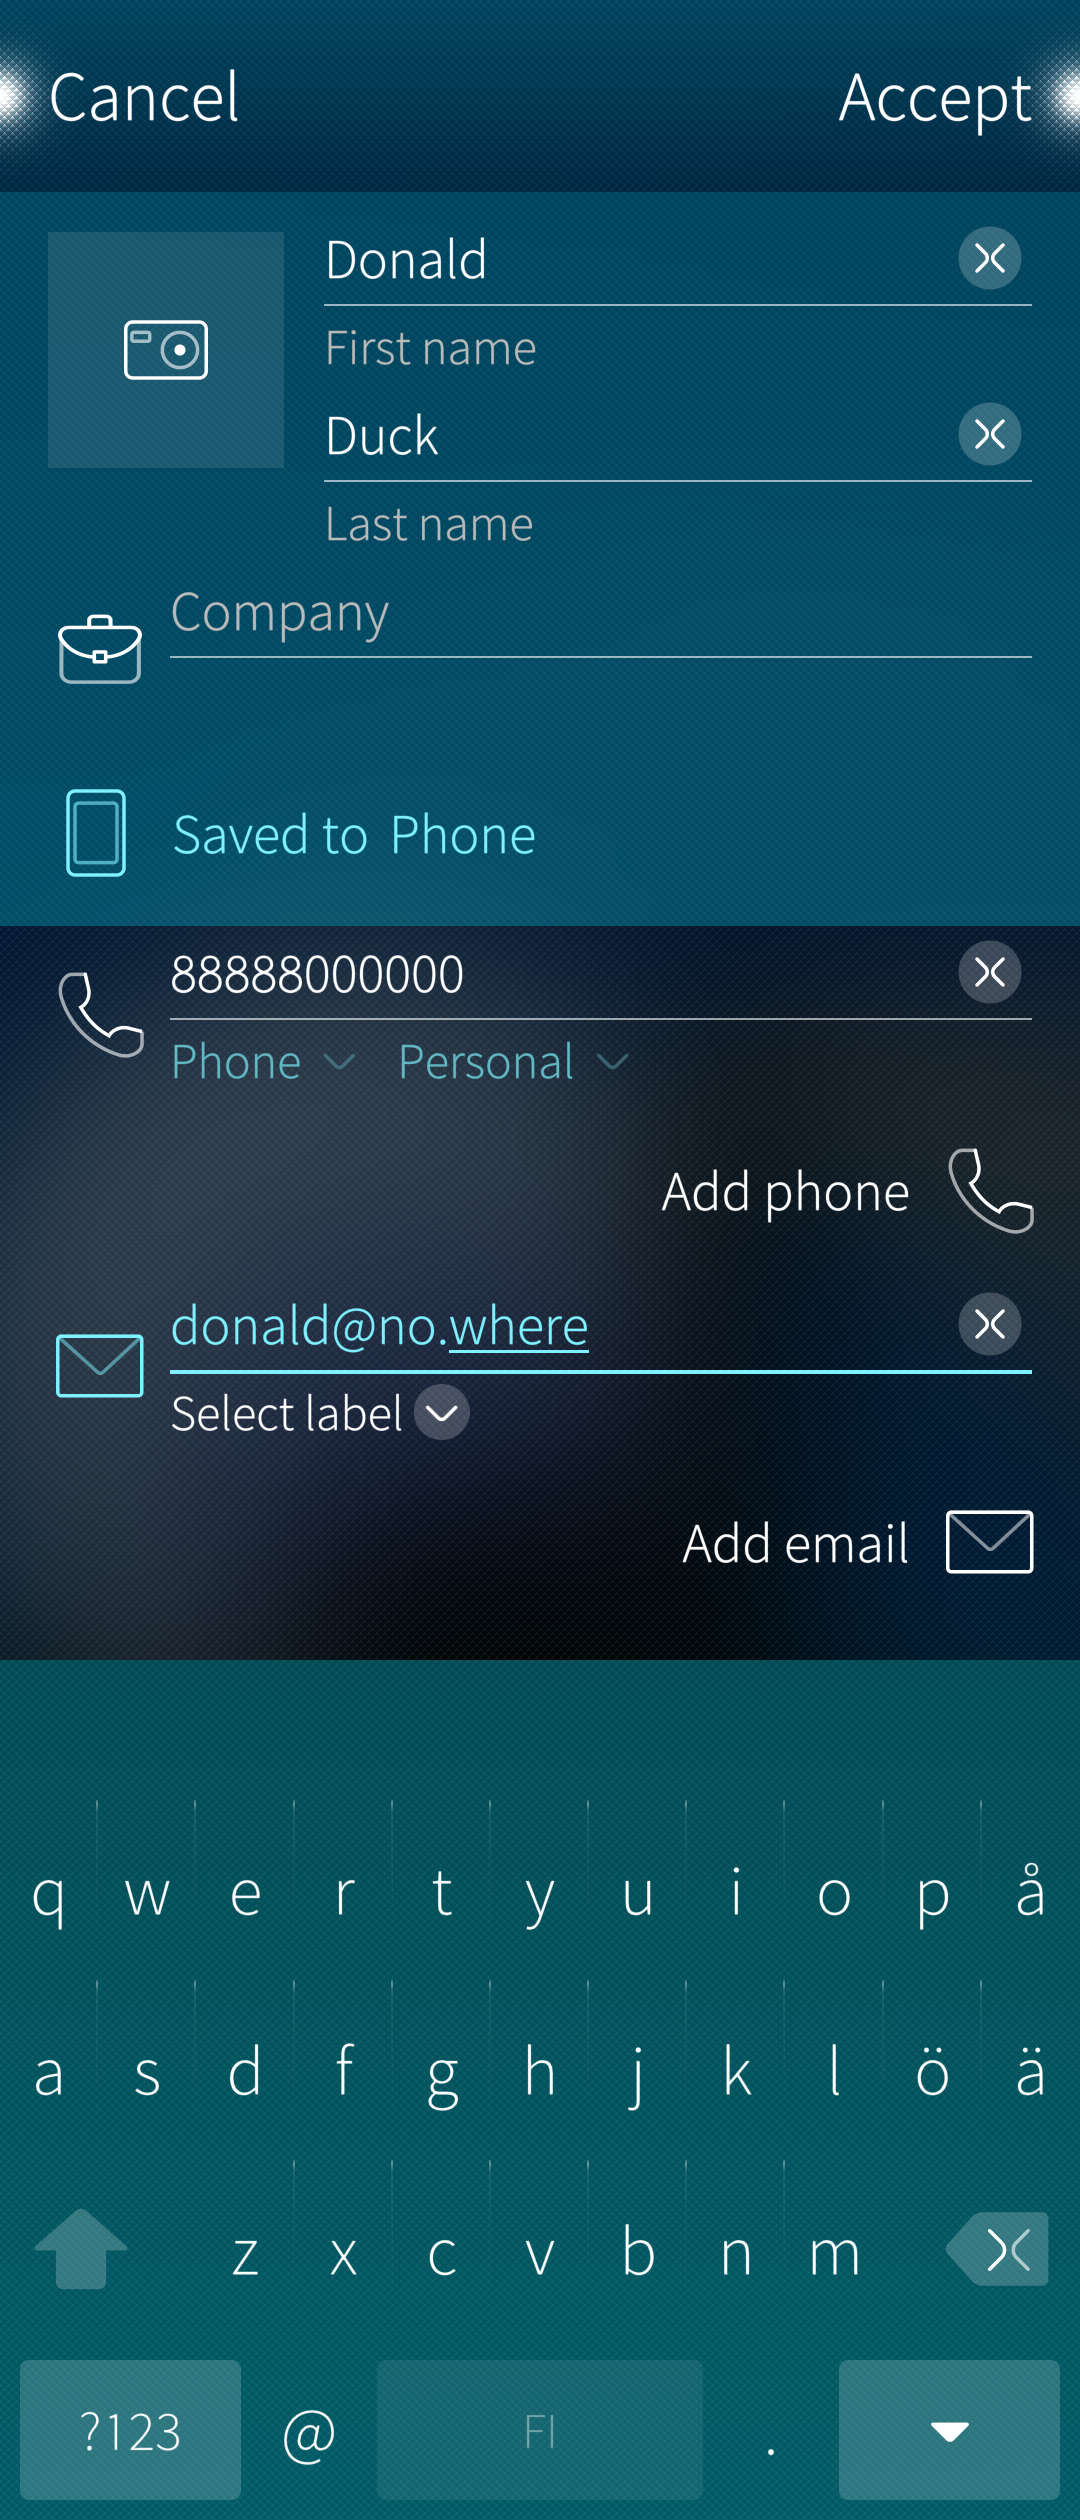 Cancel Accept
Donald
First name
Duck
Last name
Company
Saved to Phone
88888000000
Phone Personal
Add phone
donald@no.where
Select label
Add email
q w e r t y u i o p å
a s d f g h j k l ö ä
z x c v b n m
?123 @ FI .